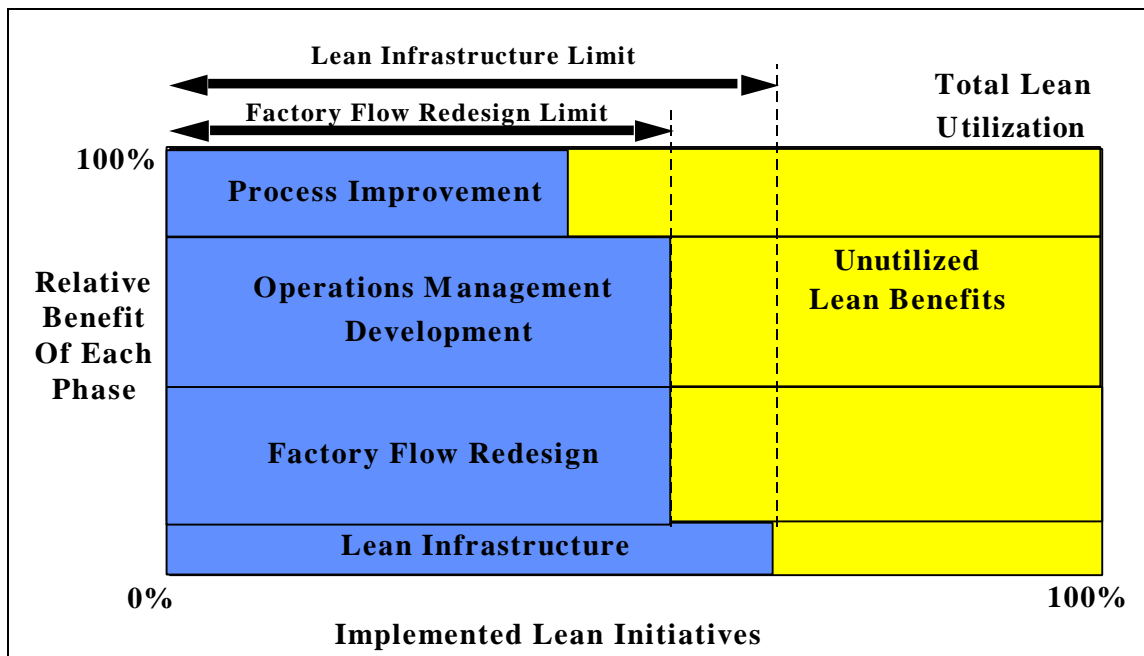 Lean Infrastructure Limit
Factory Flow Redesign Limit
Total Lean
Utilization
100%
Process Improvement
Relative
Benefit
Of Each
Phase
Operations Management
Development
Unutilized
Lean Benefits
Factory Flow Redesign
Lean Infrastructure
0%
100%
Implemented Lean Initiatives